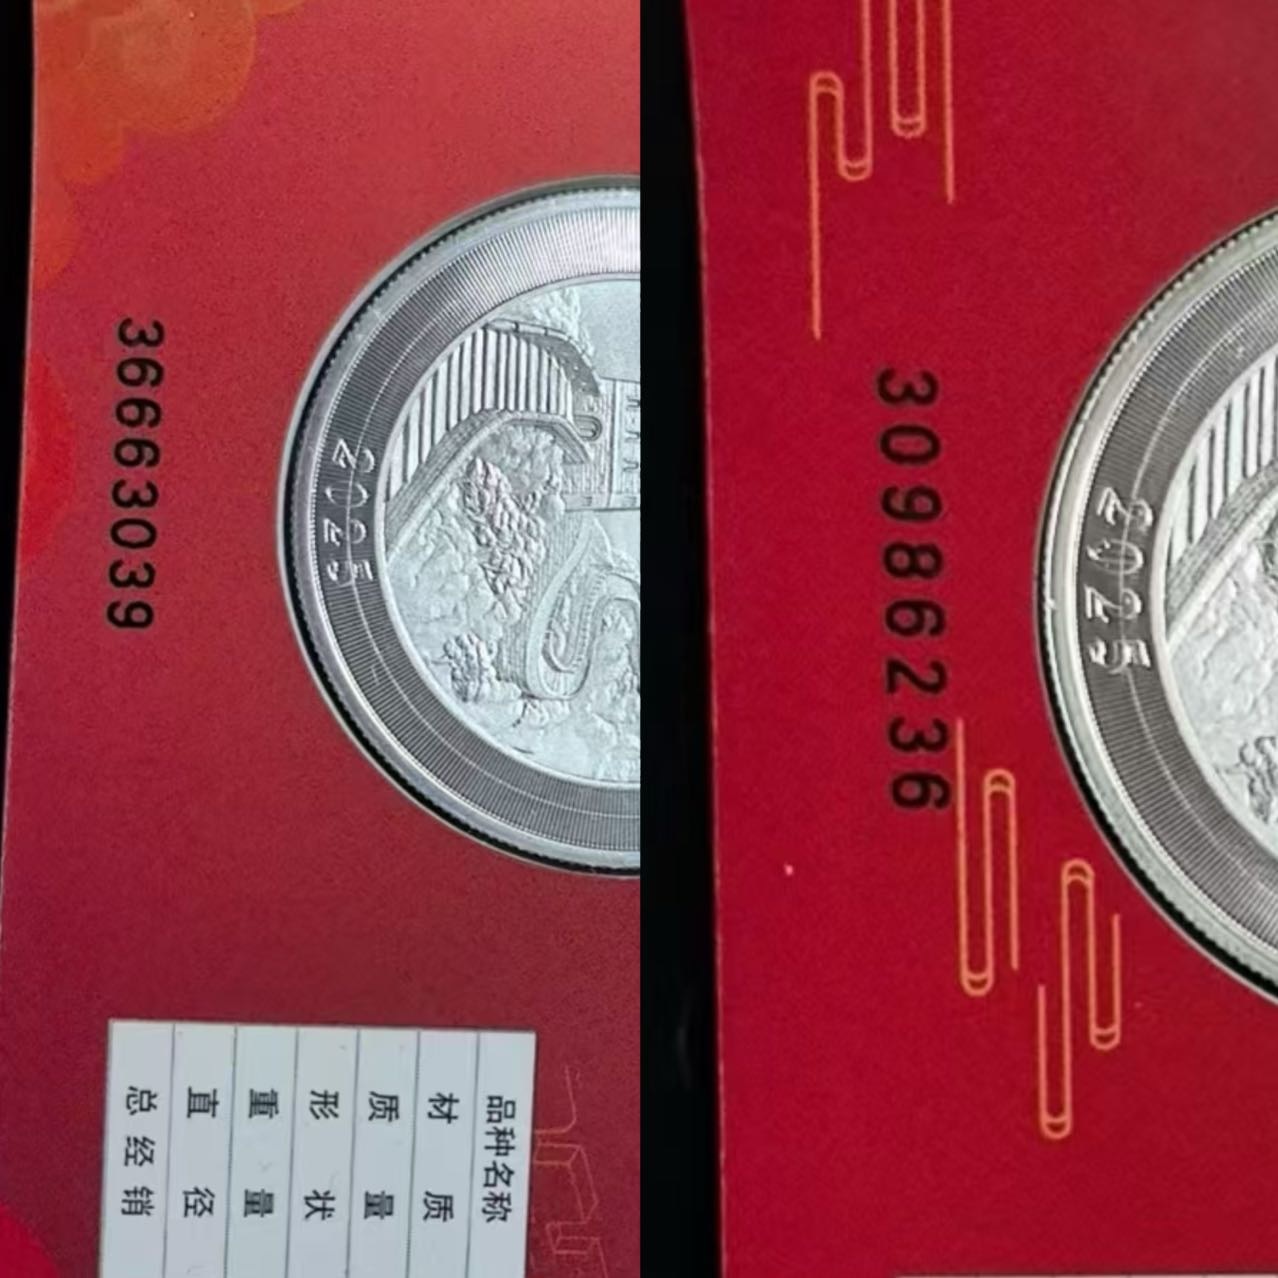 36663039
2025
品种名称
材 质
质 量
形 状
重 量
直 径
总 经 销
30986236
2025